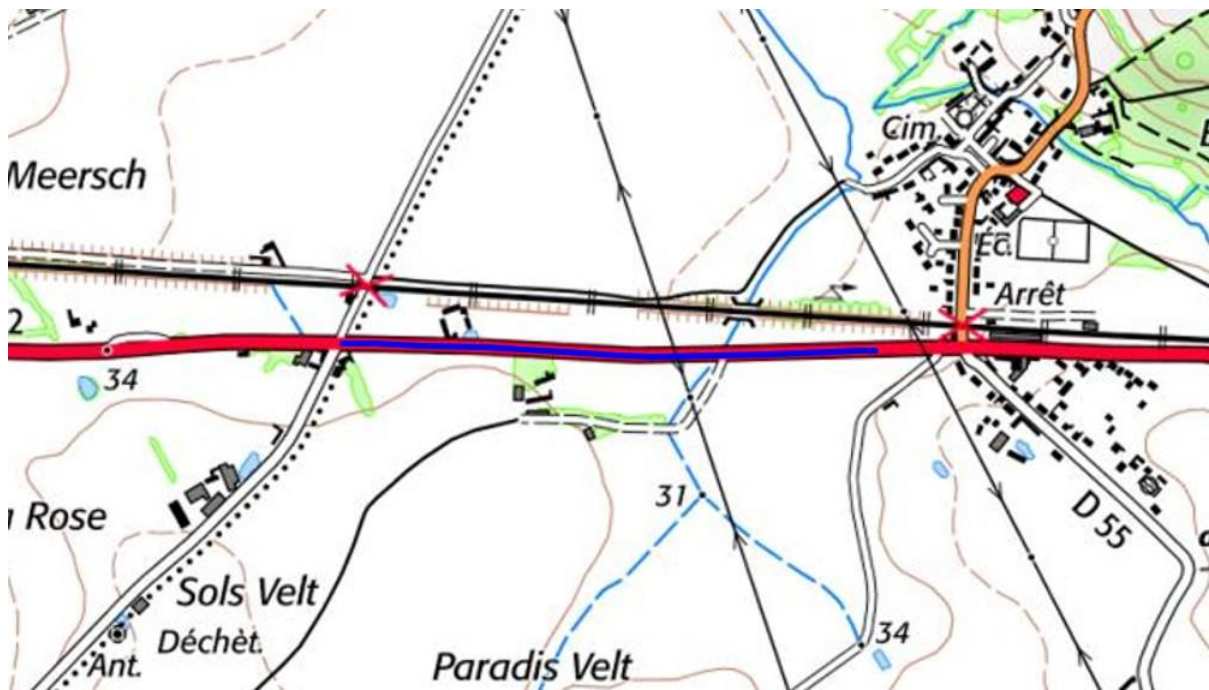 Cim.
Meersch
Éc.
Arrêt
2
34
31
Rose
D 55
Sols Velt
34
Déchèt.
Ant.
Paradis Velt